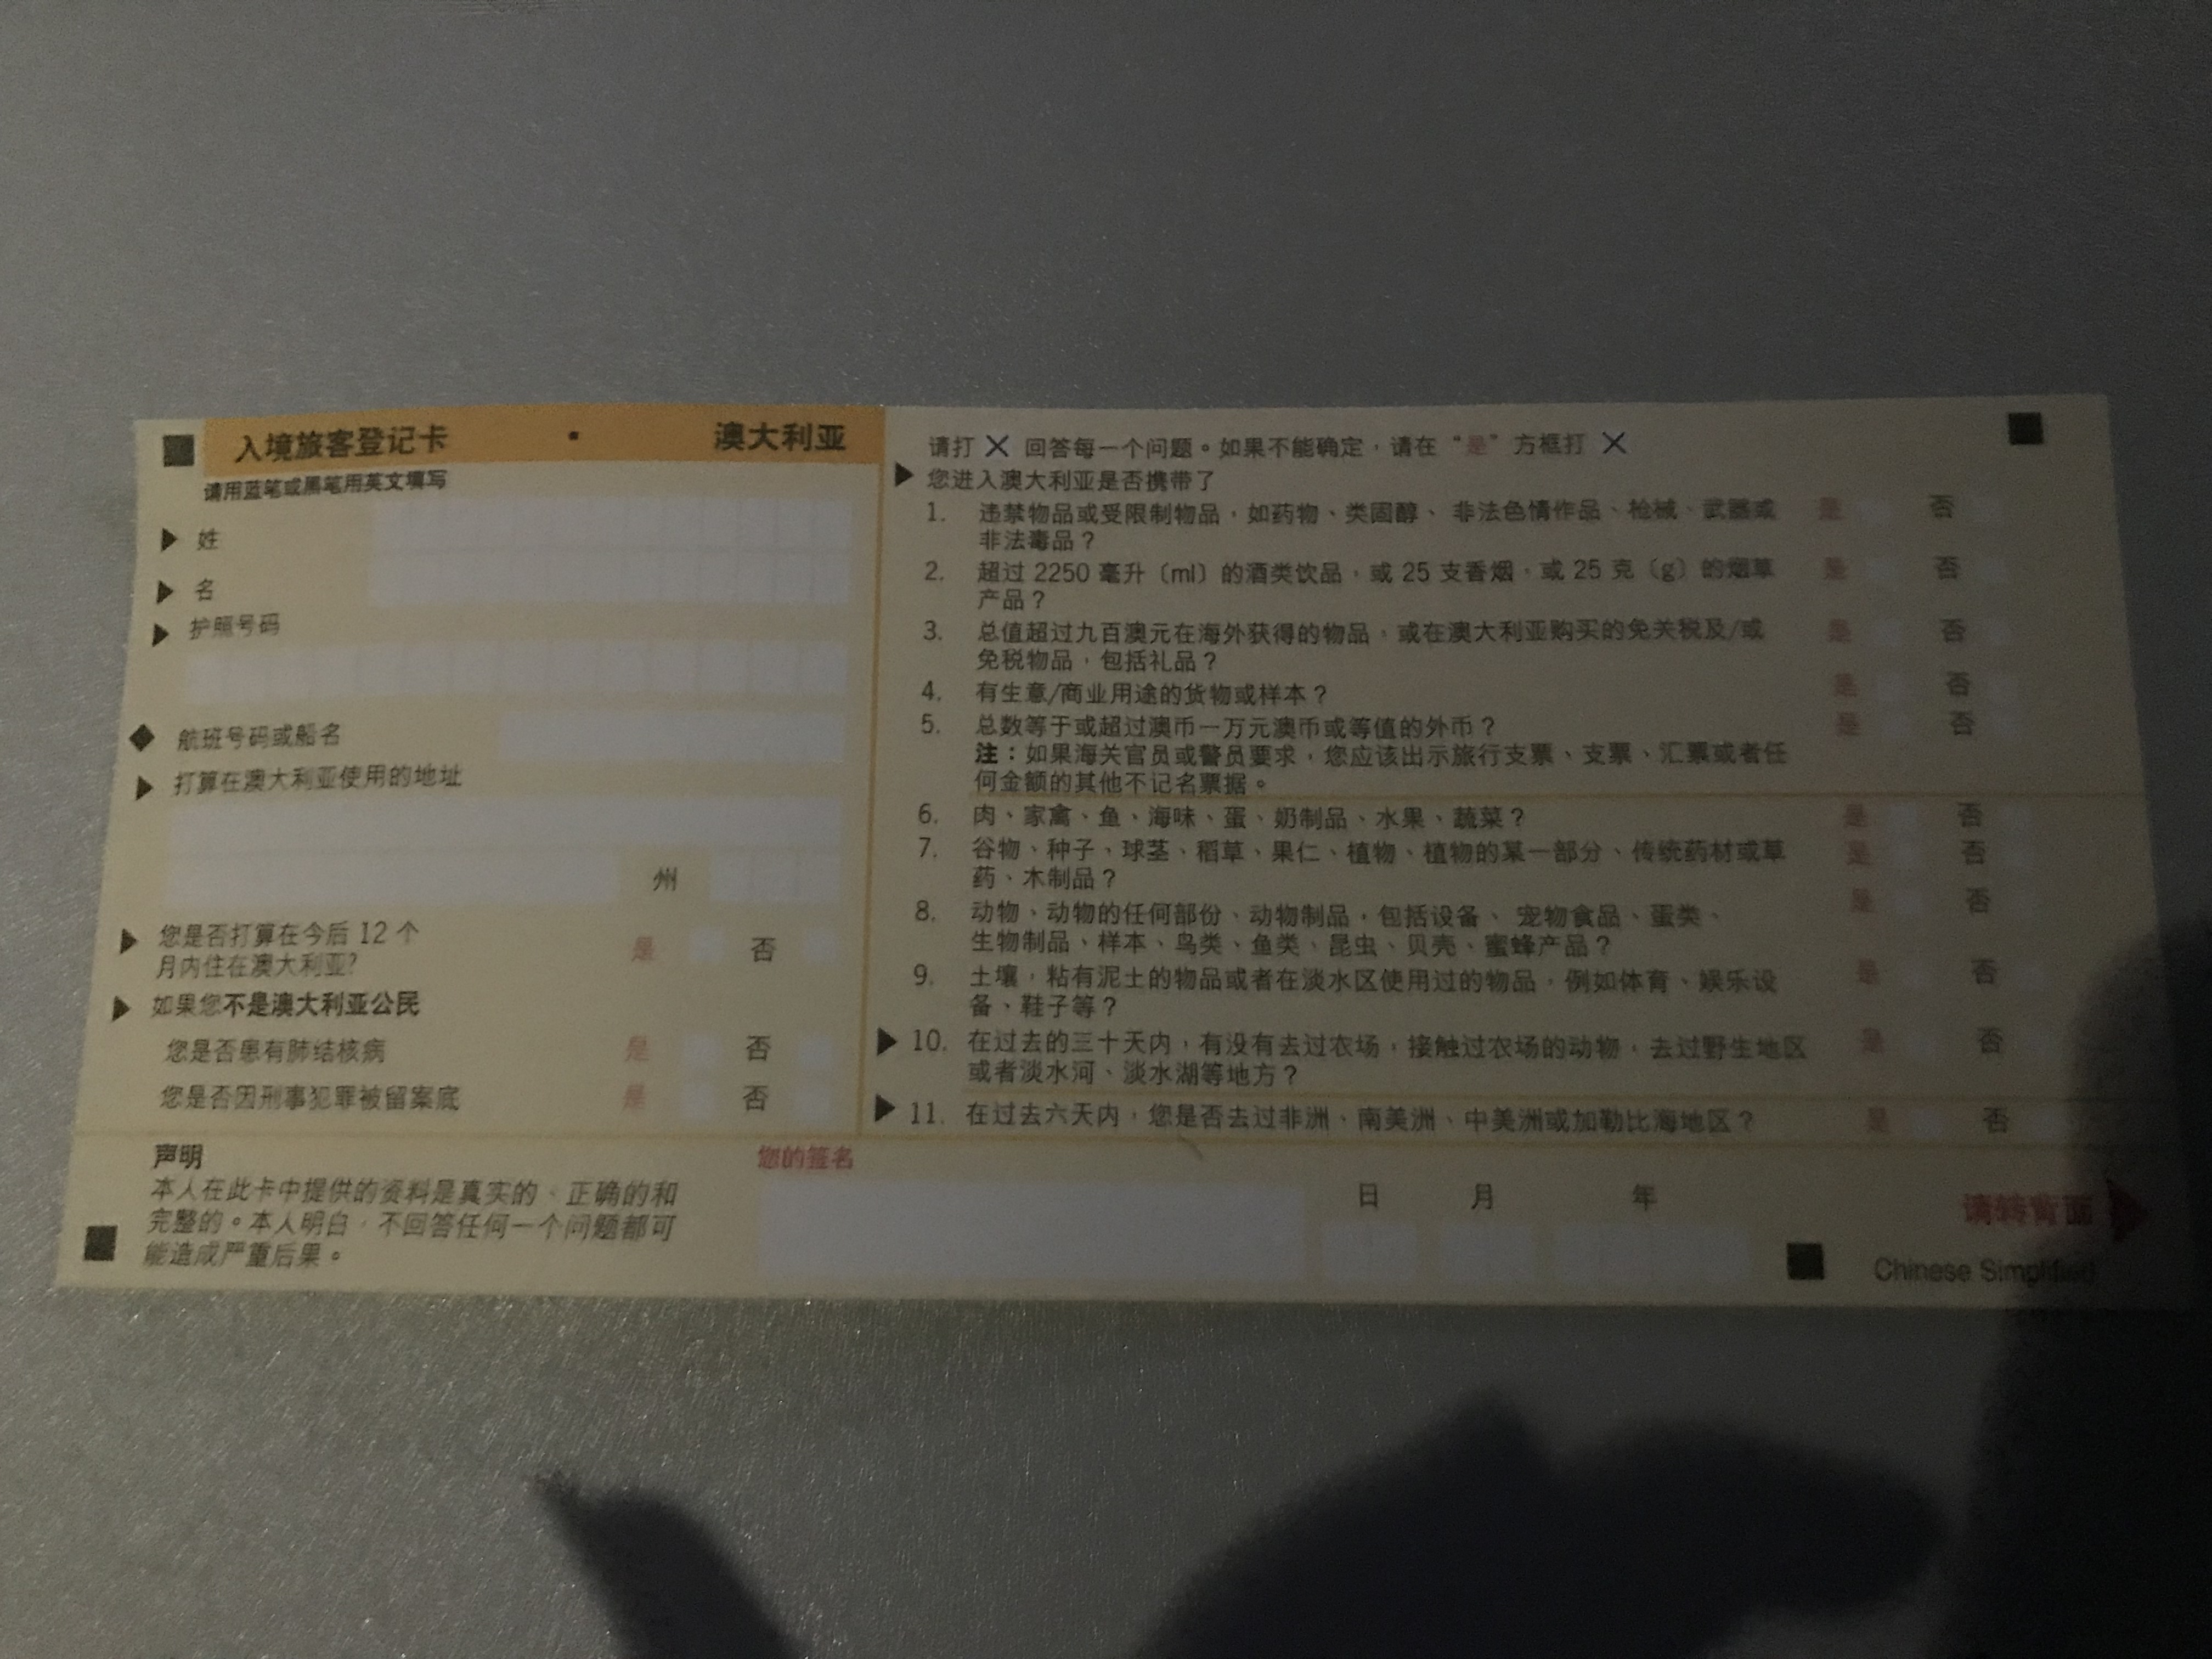 入境旅客登记卡 • 澳大利亚
请用蓝笔或黑笔用英文填写
姓
名
护照号码
航班号码或船名
打算在澳大利亚使用的地址
州
您是否打算在今后 12 个
月内住在澳大利亚? 是 否
如果您不是澳大利亚公民
您是否患有肺结核病 是 否
您是否因刑事犯罪被留案底 是 否
请打 X 回答每一个问题。如果不能确定，请在“是”方框打 X
您进入澳大利亚是否携带了
1. 违禁物品或受限制物品，如药物、类固醇、非法色情作品、枪械、武器或 是 否
非法毒品？
2. 超过 2250 毫升（ml）的酒类饮品，或 25 支香烟，或 25 克（g）的烟草 是 否
产品？
3. 总值超过九百澳元在海外获得的物品，或在澳大利亚购买的免关税及/或 是 否
免税物品，包括礼品？
4. 有生意/商业用途的货物或样本？ 是 否
5. 总数等于或超过澳币一万元澳币或等值的外币？ 是 否
注：如果海关官员或警员要求，您应该出示旅行支票、支票、汇票或者任
何金额的其他不记名票据。
6. 肉、家禽、鱼、海味、蛋、奶制品、水果、蔬菜？ 是 否
7. 谷物、种子、球茎、稻草、果仁、植物、植物的某一部分、传统药材或草 是 否
药、木制品？
8. 动物、动物的任何部份、动物制品，包括设备、宠物食品、蛋类、 是 否
生物制品、样本、鸟类、鱼类、昆虫、贝壳、蜜蜂产品？
9. 土壤，粘有泥土的物品或者在淡水区使用过的物品，例如体育、娱乐设 是 否
备、鞋子等？
10. 在过去的三十天内，有没有去过农场，接触过农场的动物，去过野生地区 是 否
或者淡水河、淡水湖等地方？
11. 在过去六天内，您是否去过非洲、南美洲、中美洲或加勒比海地区？ 是 否
声明
本人在此卡中提供的资料是真实的、正确的和
完整的。本人明白，不回答任何一个问题都可
能造成严重后果。
您的签名
日 月 年
请转背面
Chinese Simplified